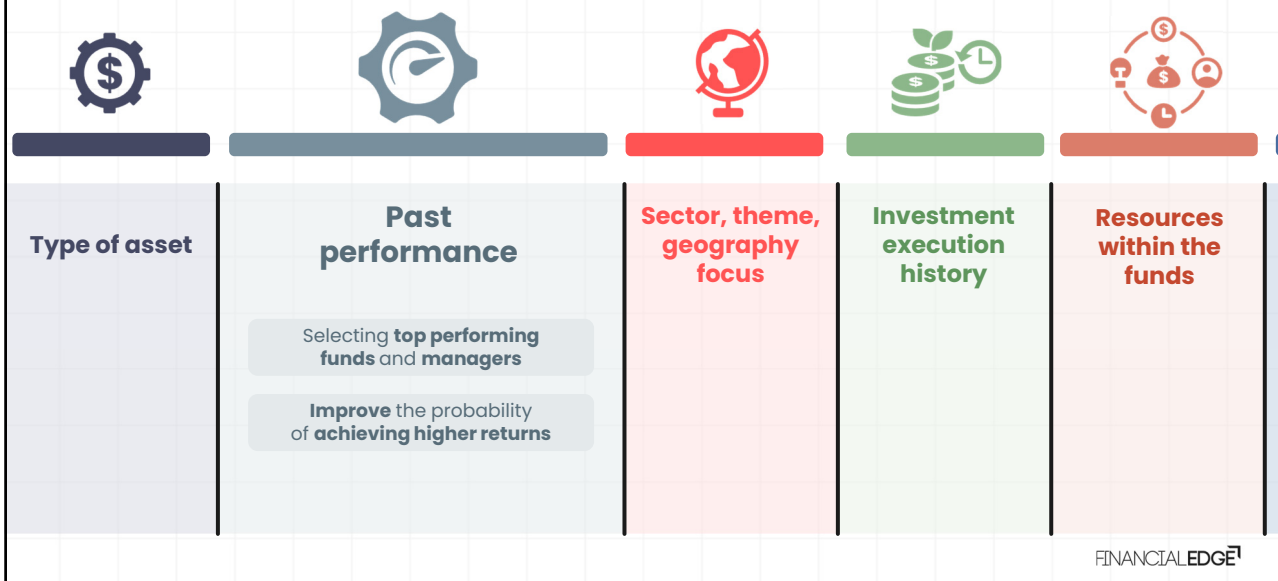 Type of asset
Past
performance
Selecting top performing
funds and managers
Improve the probability
of achieving higher returns
Sector, theme,
geography
focus
Investment
execution
history
Resources
within the
funds
FINANCIALEDGE